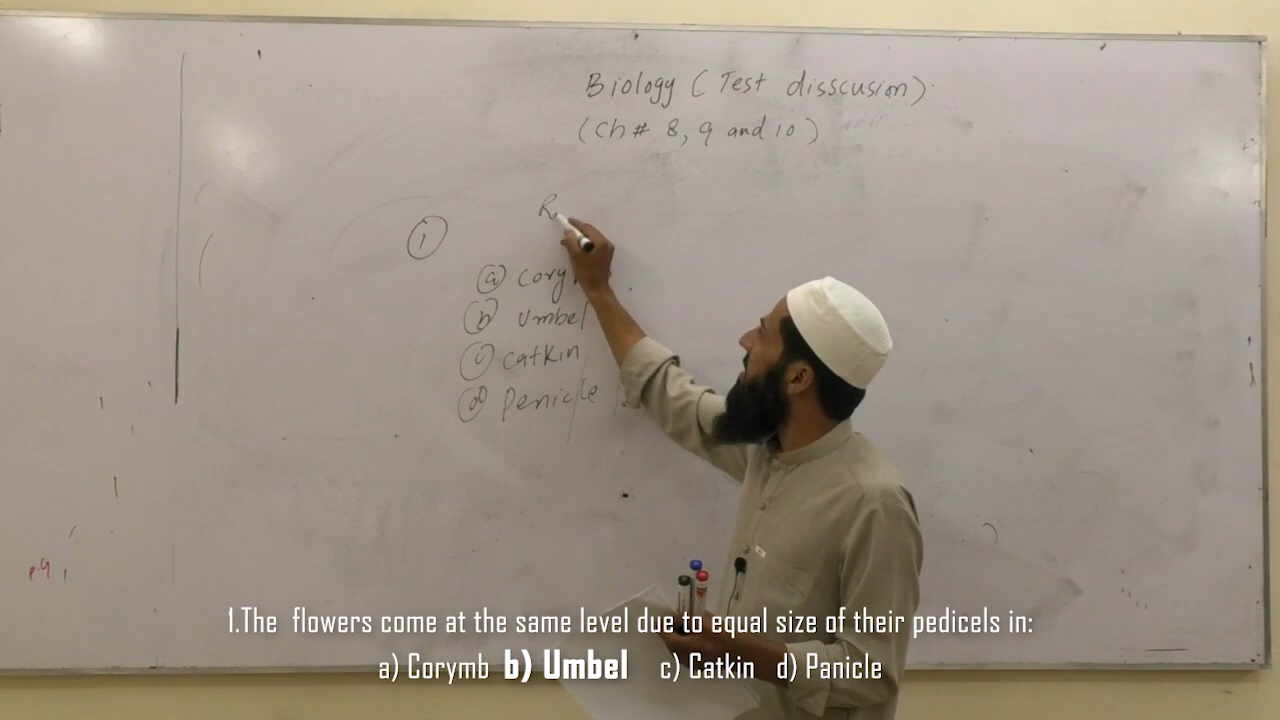 Biology (Test disscusion)
(Ch# 8, 9 and 10)
R
1
a cory
b umbel
c catkin
d Penicle
e.g
1.The flowers come at the same level due to equal size of their pedicels in:
a) Corymb b) Umbel c) Catkin d) Panicle